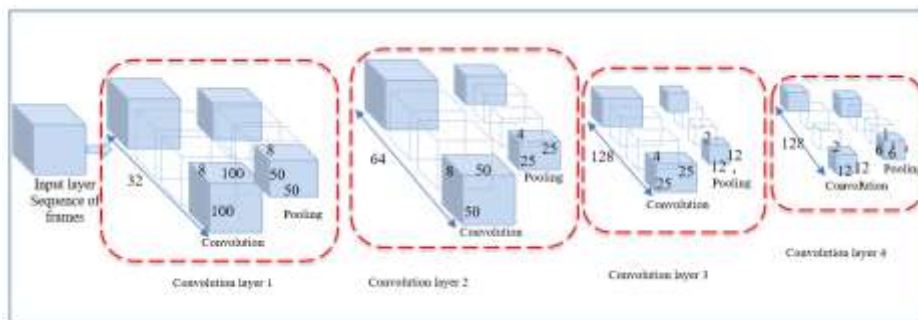 Input layer
Sequence of
frames
32
8
100
100
Convolution
8
50
50
Pooling
Convolution layer 1
64
8
50
50
Convolution
4
25
25
Pooling
Convolution layer 2
128
4
25
25
Convolution
2
12
12
Pooling
Convolution layer 3
128
2
12
12
Convolution
1
6
6
Pooling
Convolution layer 4